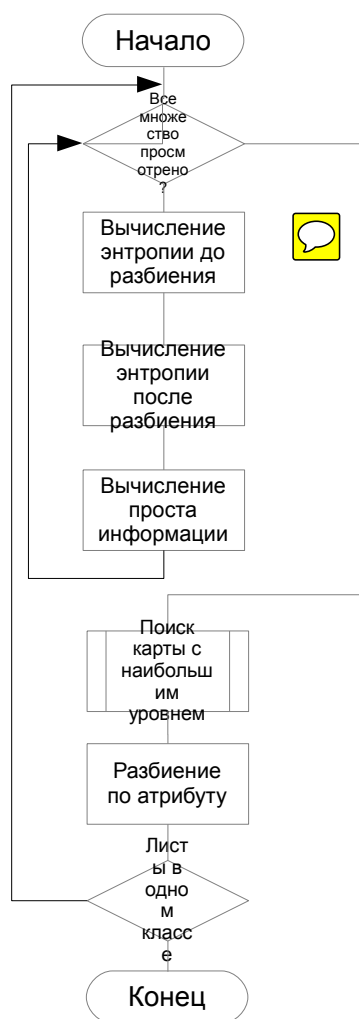 Начало
Все
множе
ство
просм
отрено
?
Вычисление
энтропии до
разбиения
Вычисление
энтропии
после
разбиения
Вычисление
проста
информации
Поиск
карты с
наибольш
им
уровнем
Разбиение
по атрибуту
Лист
ы в
одно
м
класс
е
Конец